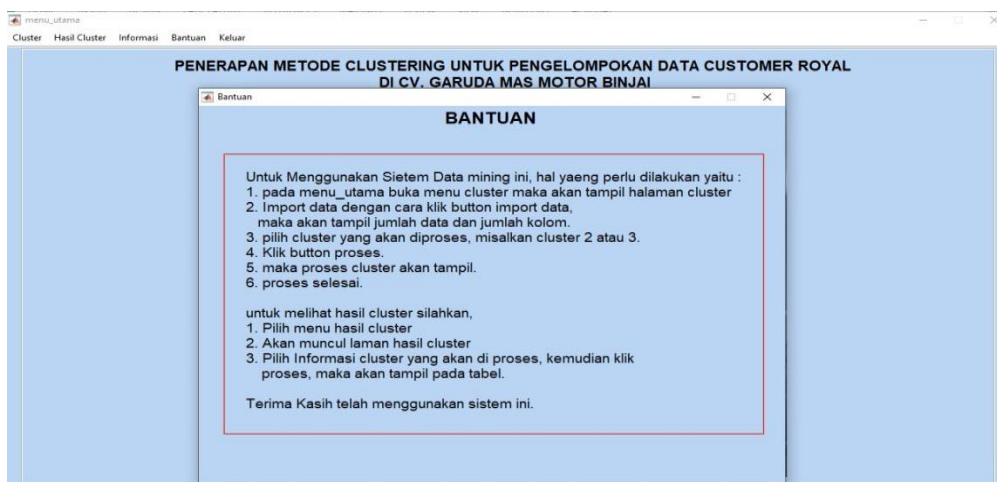 menu_utama
Cluster Hasil Cluster Informasi Bantuan Keluar
PENERAPAN METODE CLUSTERING UNTUK PENGELOMPOKAN DATA CUSTOMER ROYAL
DI CV. GARUDA MAS MOTOR BINJAI
Bantuan
BANTUAN
Untuk Menggunakan Sietem Data mining ini, hal yaeng perlu dilakukan yaitu :
1. pada menu_utama buka menu cluster maka akan tampil halaman cluster
2. Import data dengan cara klik button import data,
maka akan tampil jumlah data dan jumlah kolom.
3. pilih cluster yang akan diproses, misalkan cluster 2 atau 3.
4. Klik button proses.
5. maka proses cluster akan tampil.
6. proses selesai.
untuk melihat hasil cluster silahkan,
1. Pilih menu hasil cluster
2. Akan muncul laman hasil cluster
3. Pilih Informasi cluster yang akan di proses, kemudian klik
proses, maka akan tampil pada tabel.
Terima Kasih telah menggunakan sistem ini.